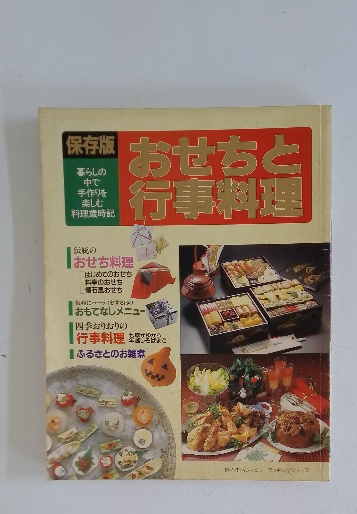 保存版
暮らしの
中で
手作りを
楽しむ
料理歳時記
おせちと
行事料理
伝統の
おせち料理
はじめてのおせち
料亭のおせち
懐石風おせち
おもてなしメニュー
四季おりおりの
行事料理
ふるさとのお雑煮